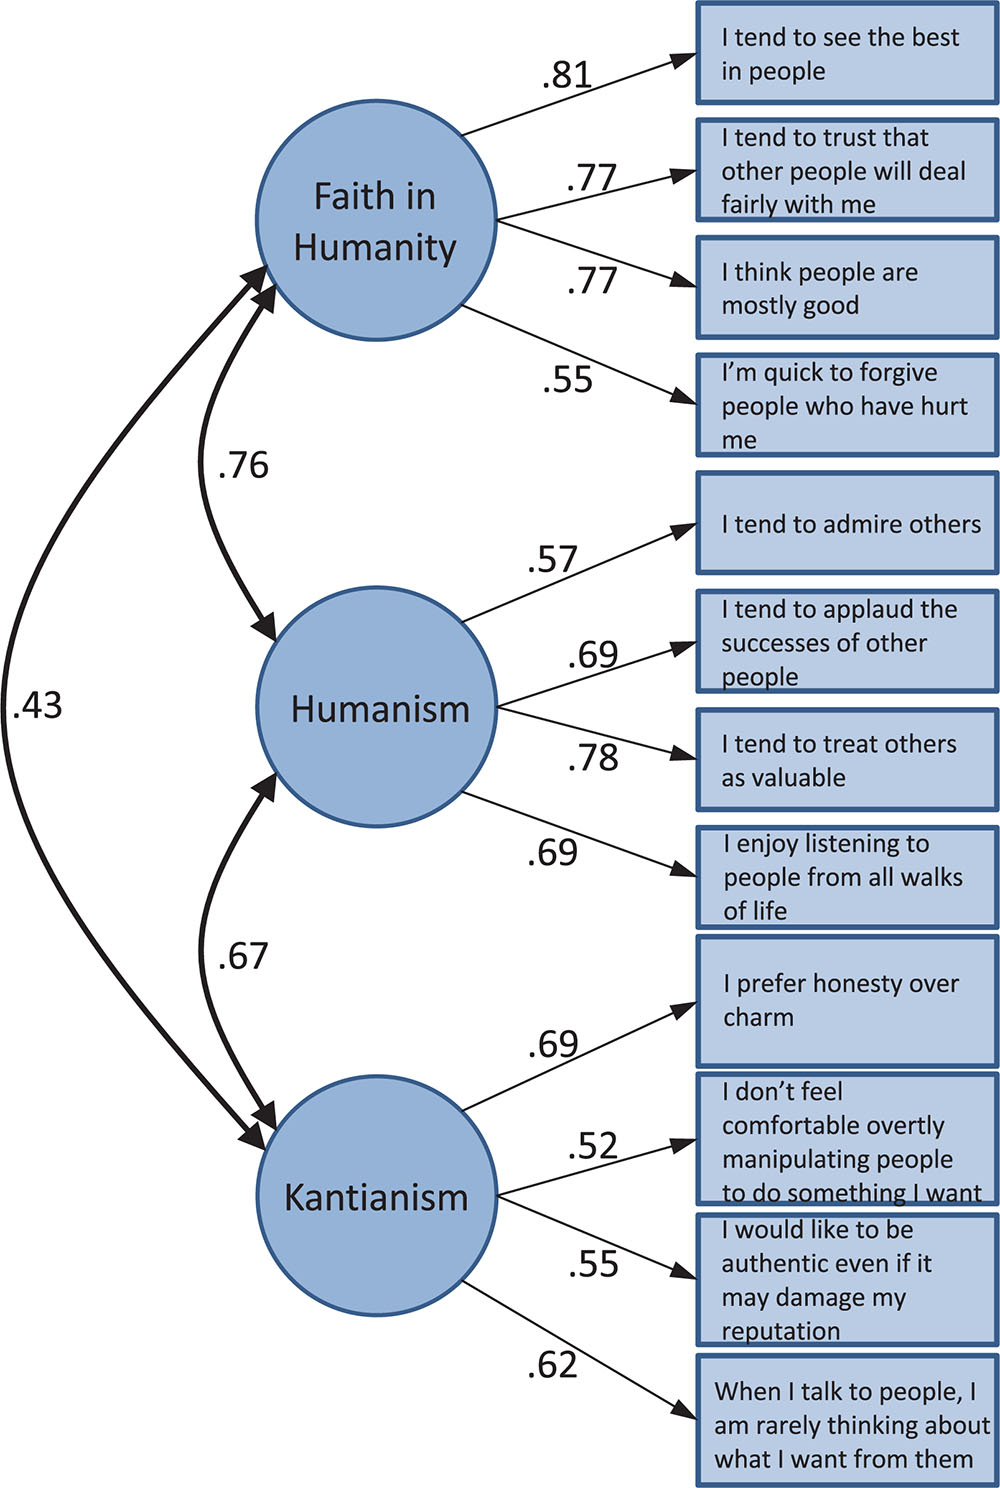 I tend to see the best
in people
.81
I tend to trust that
other people will deal
fairly with me
.77
Faith in
Humanity
I think people are
mostly good
.77
I’m quick to forgive
people who have hurt
me
.55
.76
I tend to admire others
.57
I tend to applaud the
successes of other
people
.69
Humanism
.43
I tend to treat others
as valuable
.78
I enjoy listening to
people from all walks
of life
.69
.67
I prefer honesty over
charm
.69
I don’t feel
comfortable overtly
manipulating people
to do something I want
.52
Kantianism
I would like to be
authentic even if it
may damage my
reputation
.55
When I talk to people, I
am rarely thinking about
what I want from them
.62